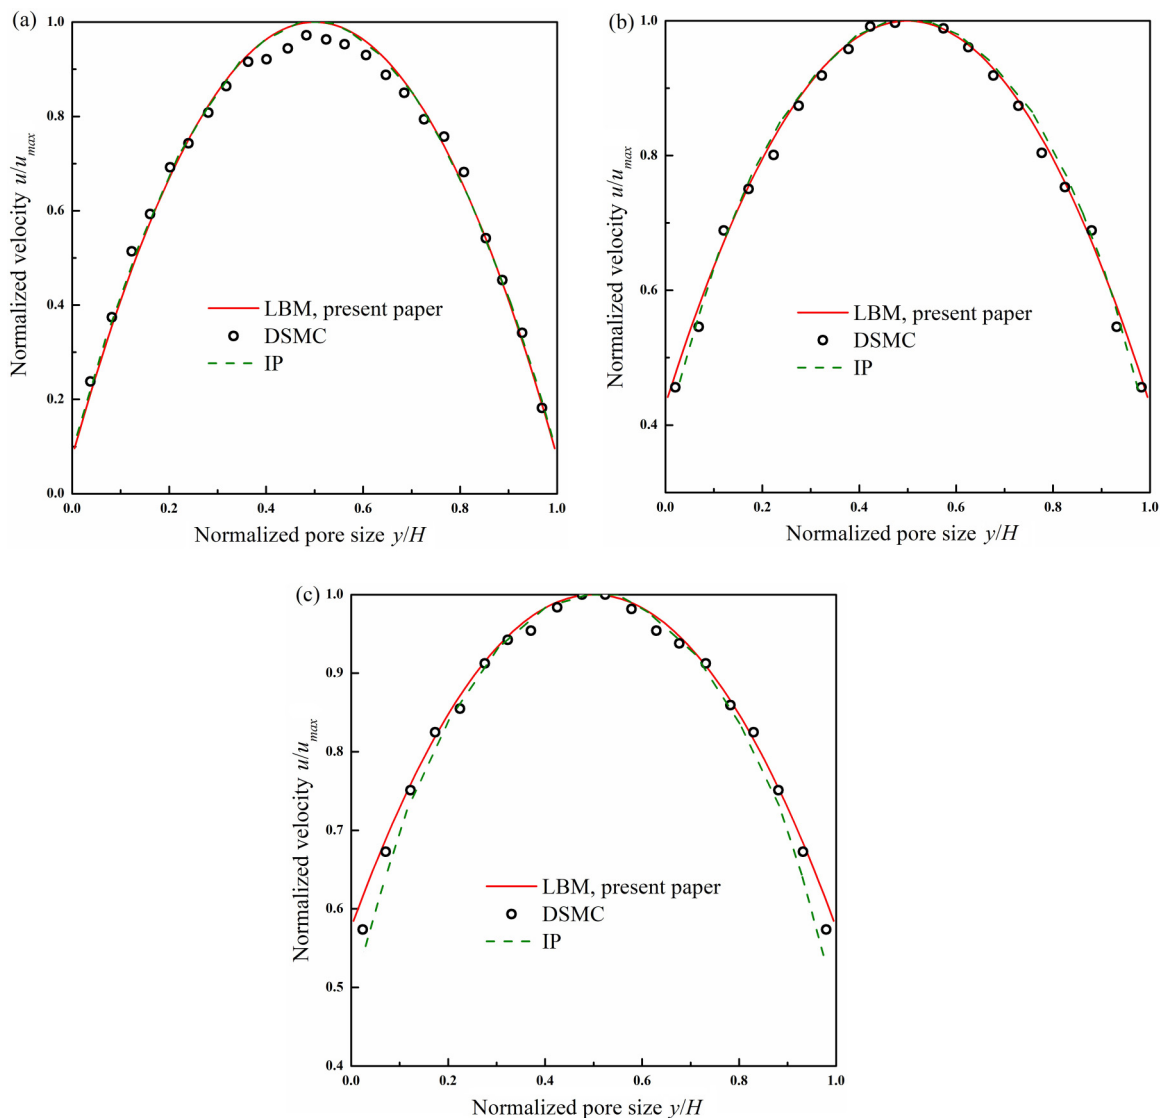 (a)
1.0
0.8
0.6
0.4
0.2
0.0
Normalized velocity u/u_max
LBM, present paper
DSMC
IP
0.0 0.2 0.4 0.6 0.8 1.0
Normalized pore size y/H
(b)
1.0
0.8
0.6
0.4
Normalized velocity u/u_max
LBM, present paper
DSMC
IP
0.0 0.2 0.4 0.6 0.8 1.0
Normalized pore size y/H
(c)
1.0
0.9
0.8
0.7
0.6
0.5
0.4
Normalized velocity u/u_max
LBM, present paper
DSMC
IP
0.0 0.2 0.4 0.6 0.8 1.0
Normalized pore size y/H